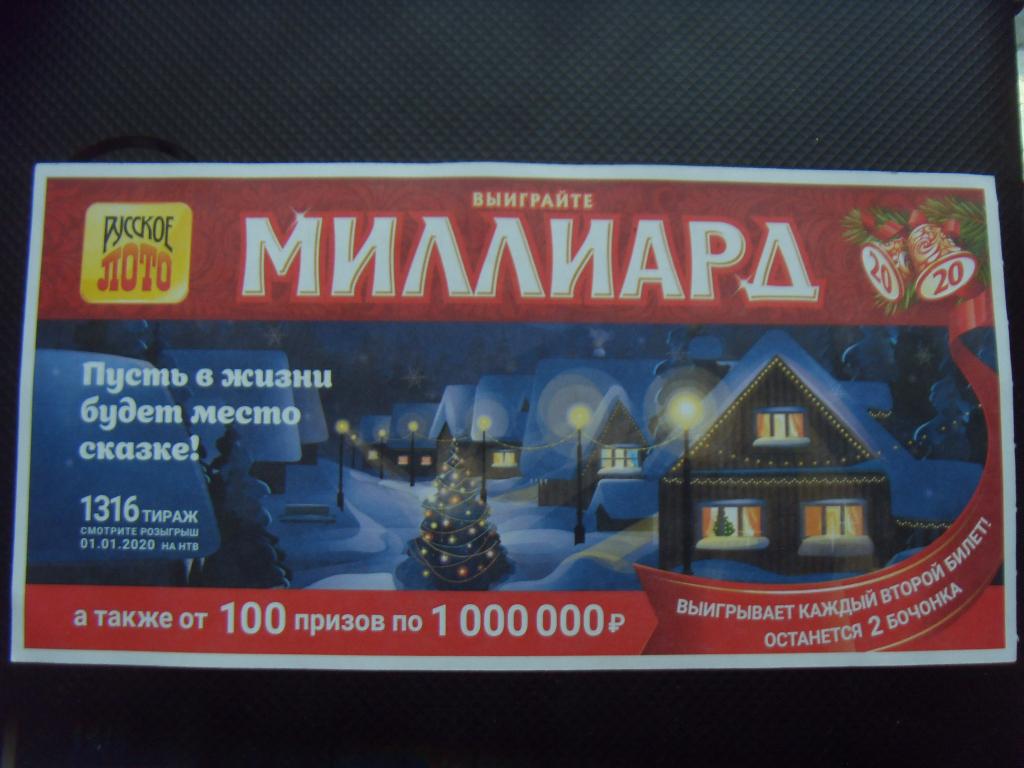 РУССКОЕ
ЛОТО
ВЫИГРАЙТЕ
МИЛЛИАРД
20
20
Пусть в жизни
будет место
сказке!
1316 ТИРАЖ
СМОТРИТЕ РОЗЫГРЫШ
01.01.2020 НА НТВ
а также от 100 призов по 1 000 000 ₽
ВЫИГРЫВАЕТ КАЖДЫЙ ВТОРОЙ БИЛЕТ!
ОСТАНЕТСЯ 2 БОЧОНКА